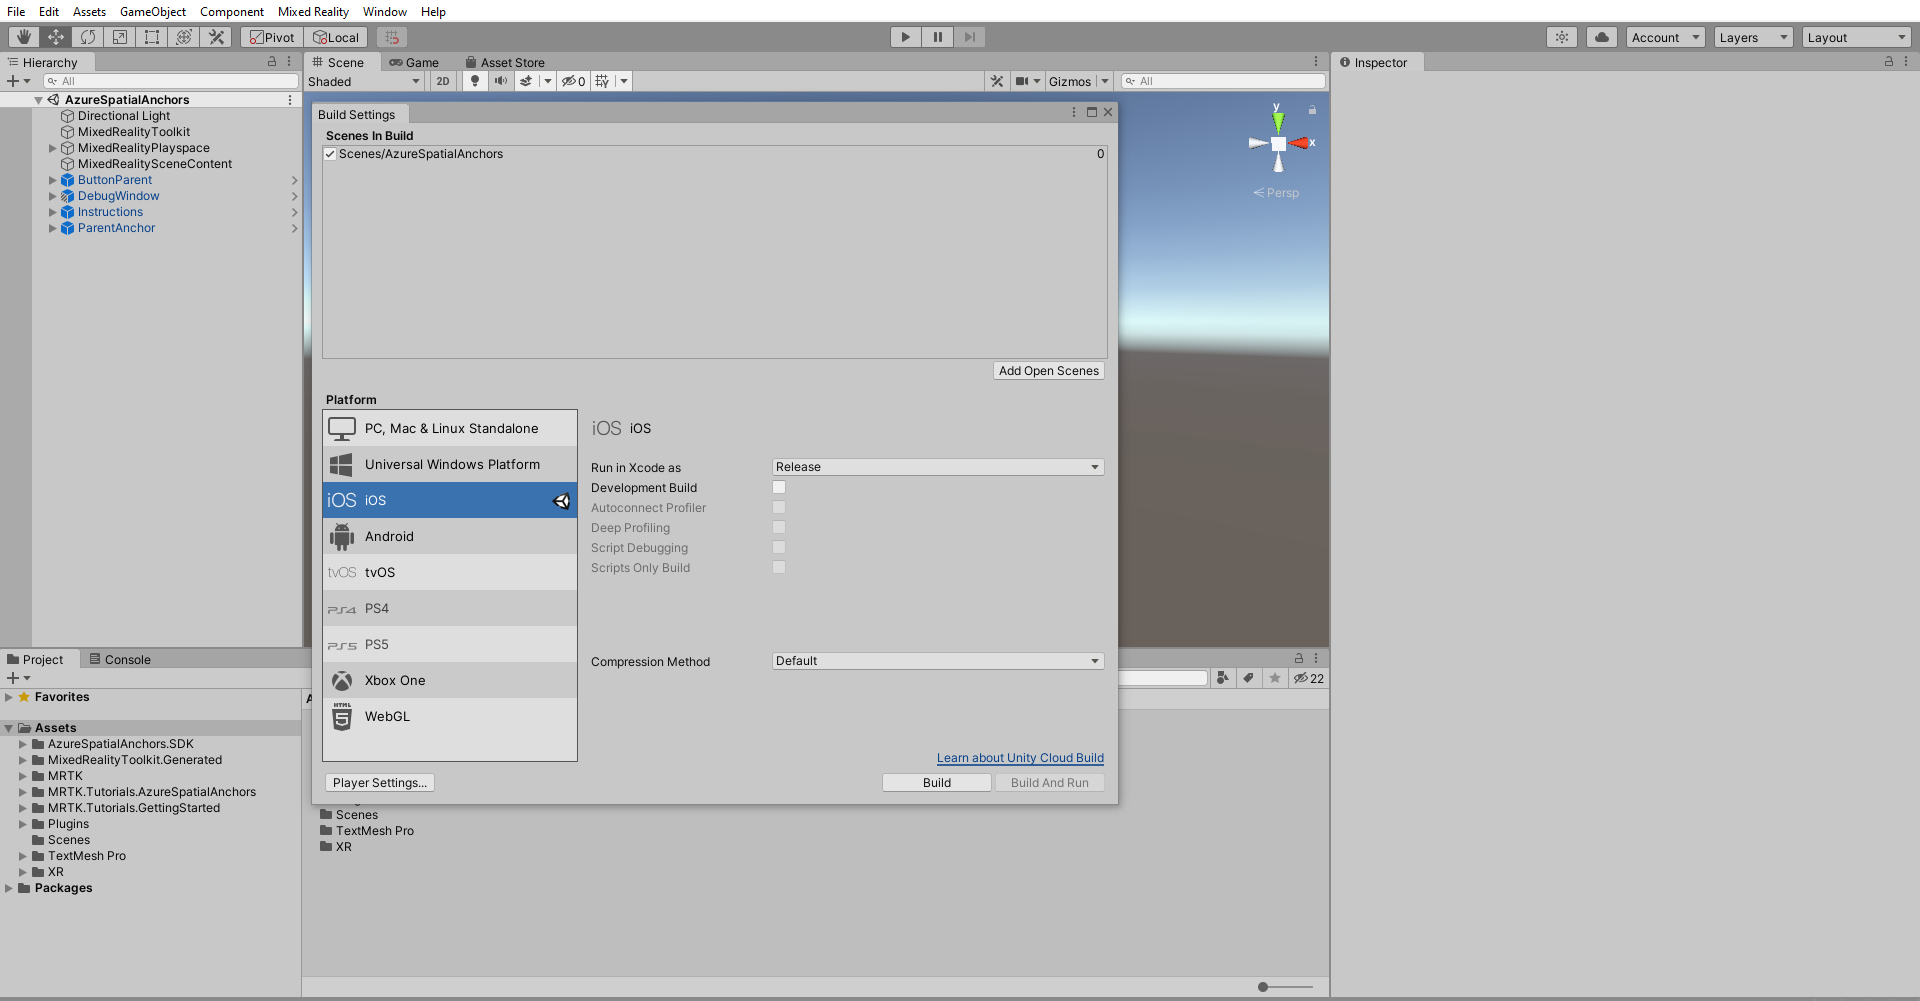 File Edit Assets GameObject Component Mixed Reality Window Help
Pivot Local Account Layers Layout
Hierarchy
All
AzureSpatialAnchors
Directional Light
MixedRealityToolkit
MixedRealityPlayspace
MixedRealitySceneContent
ButtonParent
DebugWindow
Instructions
ParentAnchor
Scene Game Asset Store
Shaded 2D 0 Gizmos All
y
x
Persp
Inspector
Build Settings
Scenes In Build
Scenes/AzureSpatialAnchors 0
Add Open Scenes
Platform
PC, Mac & Linux Standalone
Universal Windows Platform
iOS iOS
Android
tvOS tvOS
PS4 PS4
PS5 PS5
Xbox One
HTML 5 WebGL
iOS iOS
Run in Xcode as Release
Development Build
Autoconnect Profiler
Deep Profiling
Script Debugging
Scripts Only Build
Compression Method Default
Learn about Unity Cloud Build
Player Settings... Build Build And Run
Project Console
22
Favorites
Assets
AzureSpatialAnchors.SDK
MixedRealityToolkit.Generated
MRTK
MRTK.Tutorials.AzureSpatialAnchors
MRTK.Tutorials.GettingStarted
Plugins
Scenes
TextMesh Pro
XR
Packages
Scenes
TextMesh Pro
XR